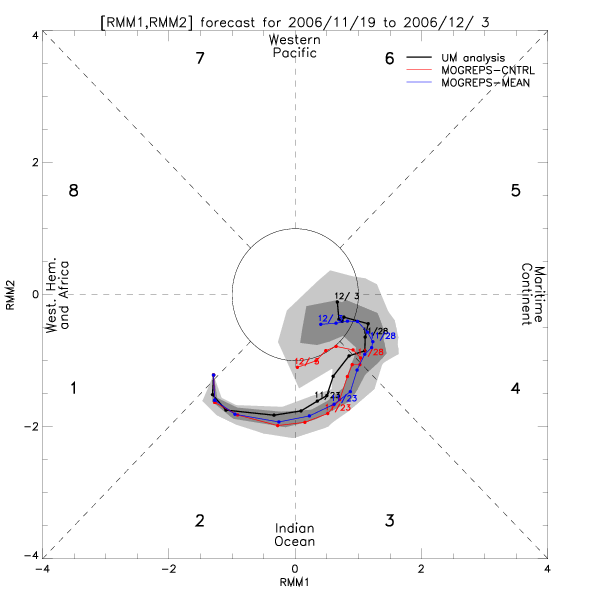 [RMM1,RMM2] forecast for 2006/11/19 to 2006/12/ 3
Western
Pacific
UM analysis
MOGREPS-CNTRL
MOGREPS-MEAN
7
6
8
5
1
4
2
3
West. Hem.
and Africa
Maritime
Continent
Indian
Ocean
RMM2
4
2
0
-2
-4
-4
-2
0
2
4
RMM1
12/ 3
12/
11/28
/28
/28
12/ 3
11/23
/23
/23